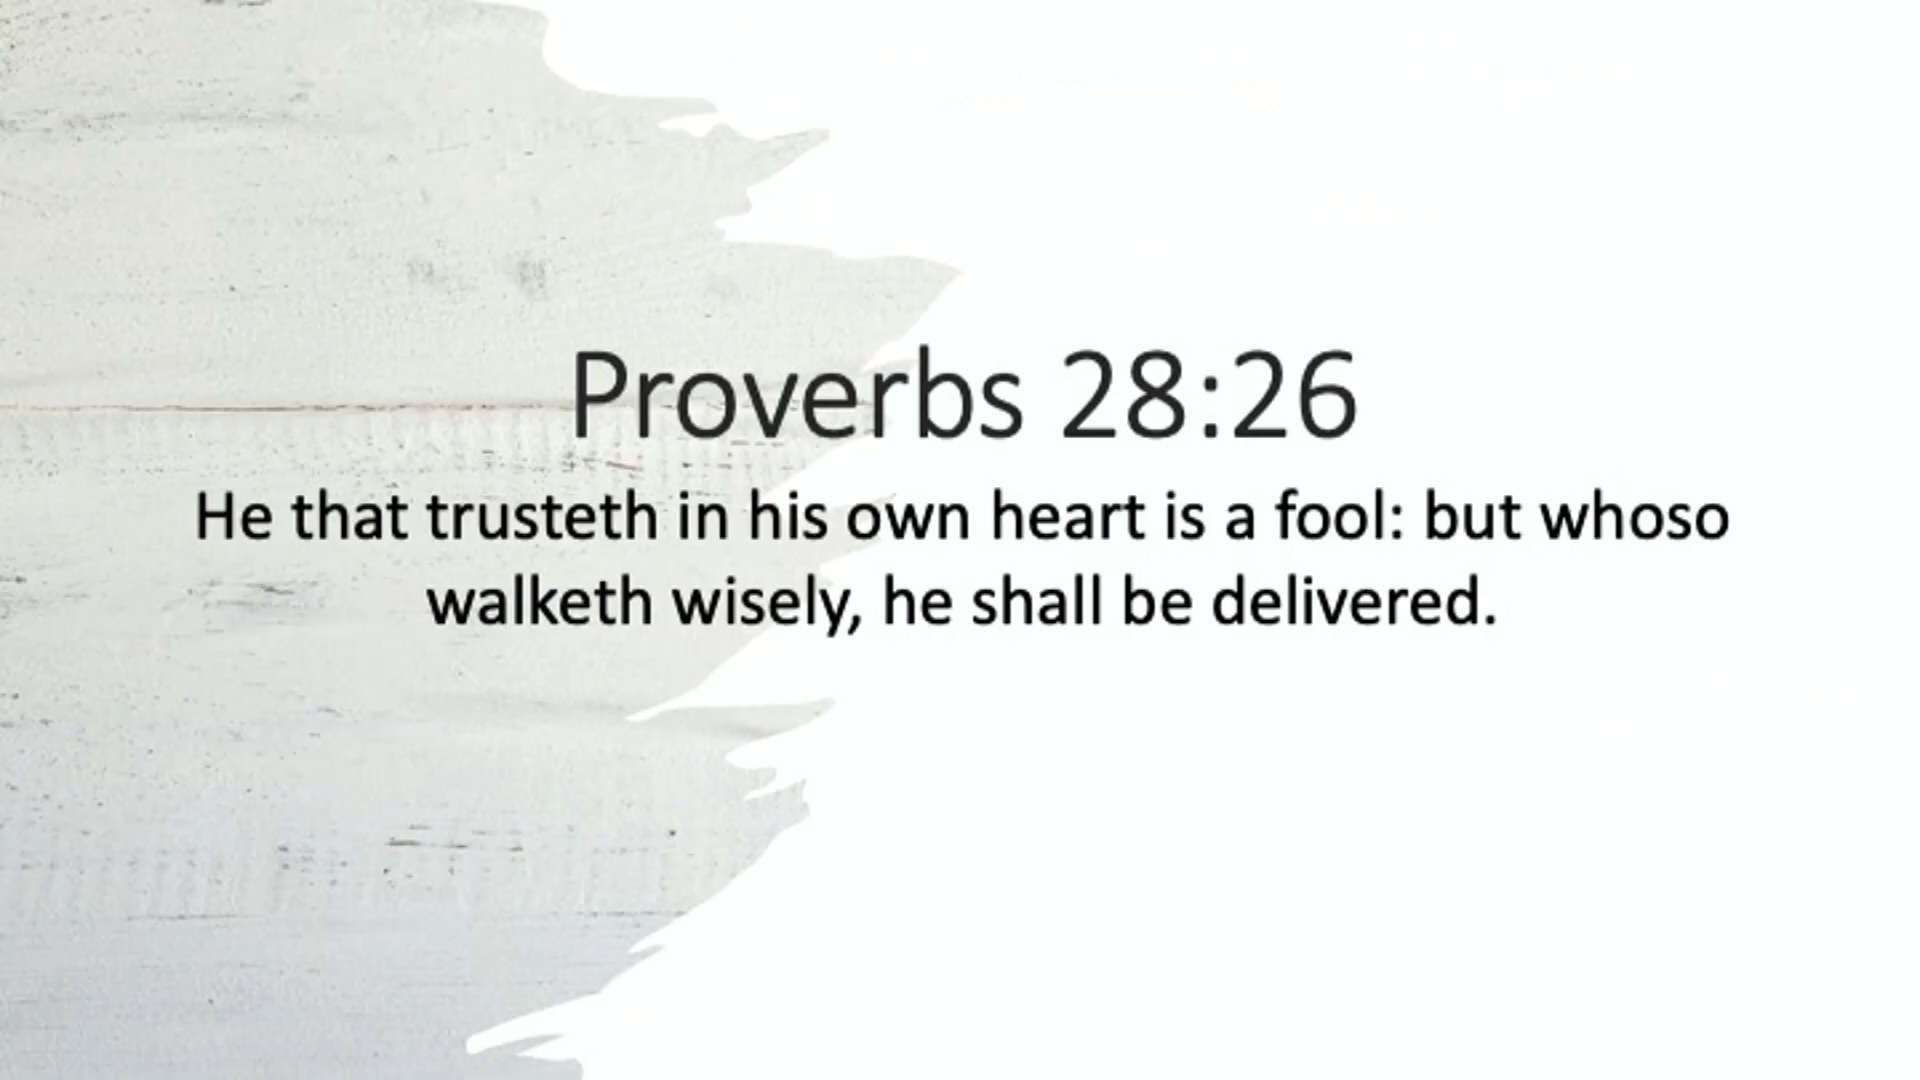 Proverbs 28:26
He that trusteth in his own heart is a fool: but whoso
walketh wisely, he shall be delivered.